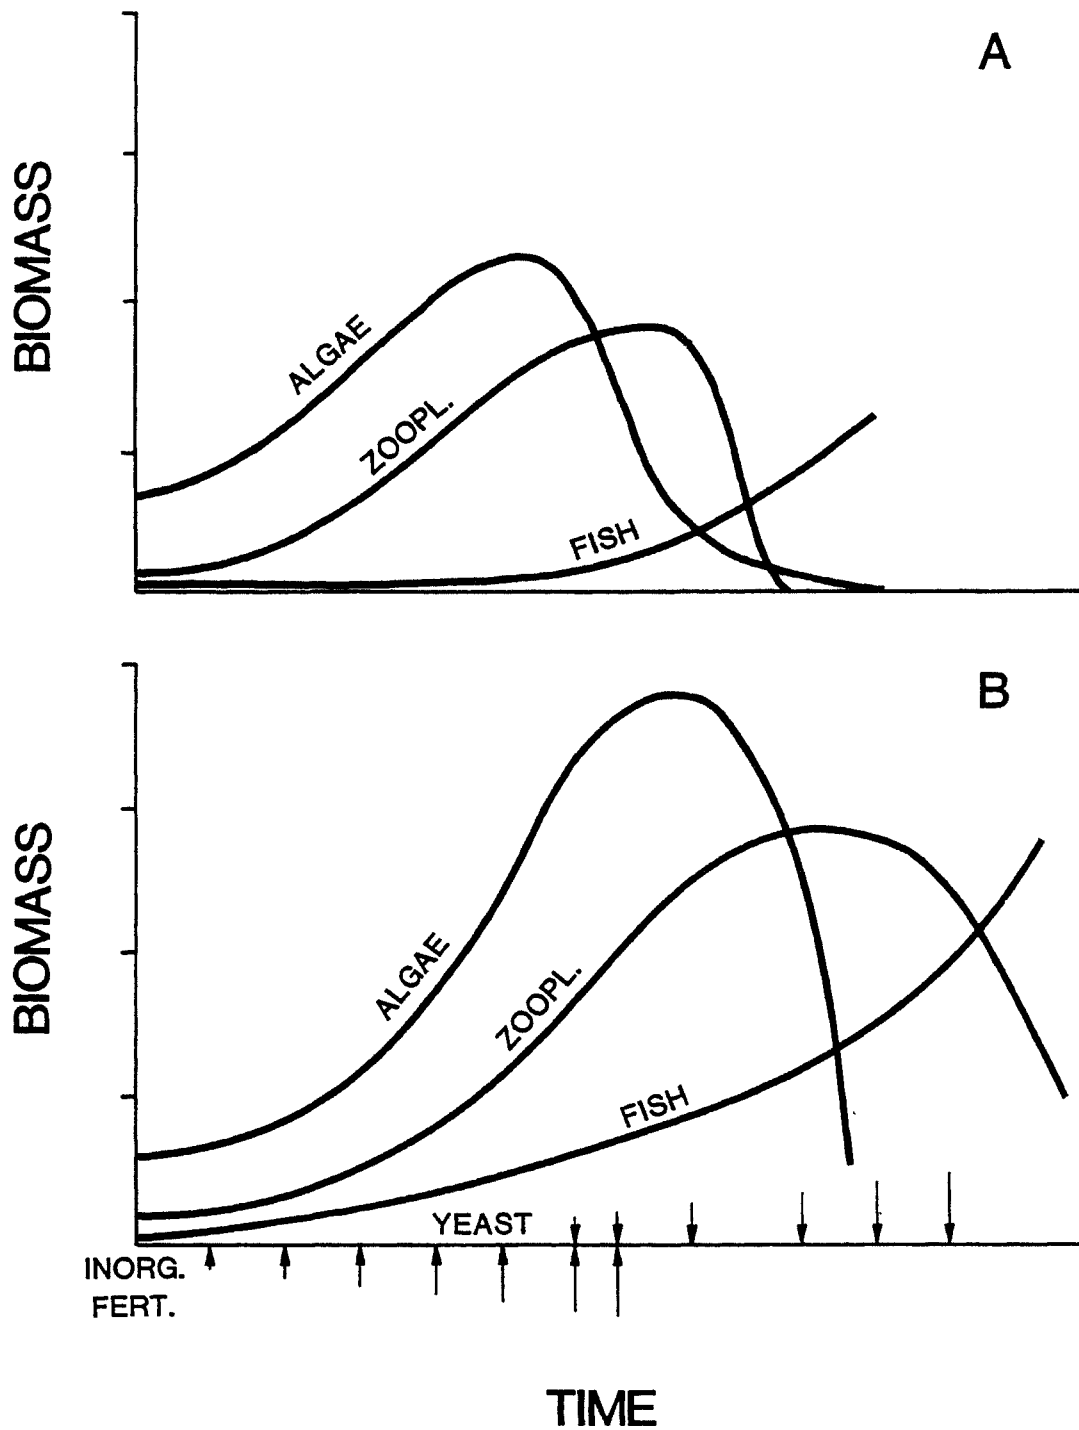 A
BIOMASS
ALGAE
ZOOPL.
FISH
B
BIOMASS
ALGAE
ZOOPL.
FISH
YEAST
INORG.
FERT.
TIME